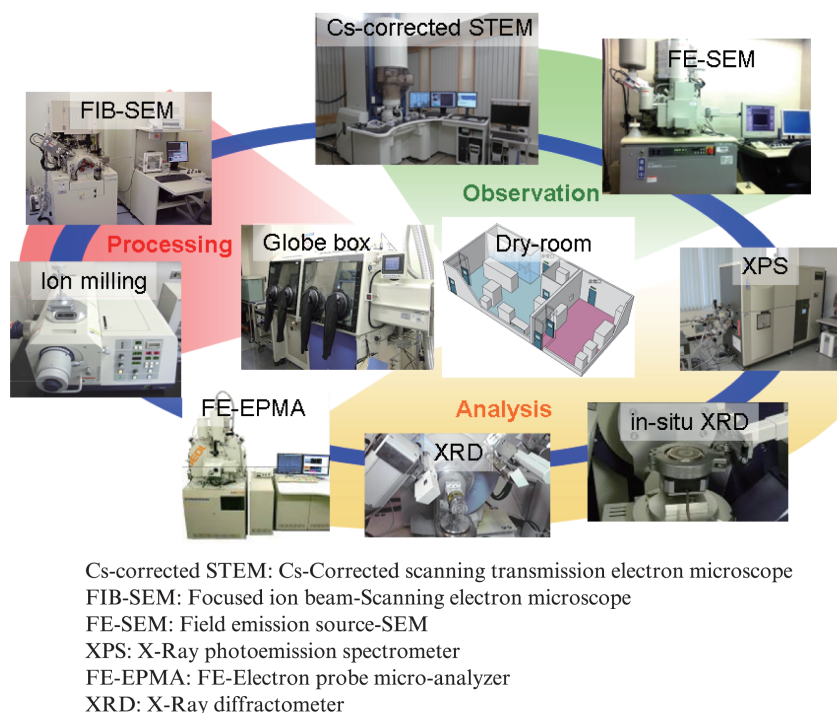 Cs-corrected STEM
FE-SEM
FIB-SEM
Observation
Processing
Globe box
Dry-room
XPS
Ion milling
FE-EPMA
Analysis
in-situ XRD
XRD
JEOL
Cs-corrected STEM: Cs-Corrected scanning transmission electron microscope
FIB-SEM: Focused ion beam-Scanning electron microscope
FE-SEM: Field emission source-SEM
XPS: X-Ray photoemission spectrometer
FE-EPMA: FE-Electron probe micro-analyzer
XRD: X-Ray diffractometer